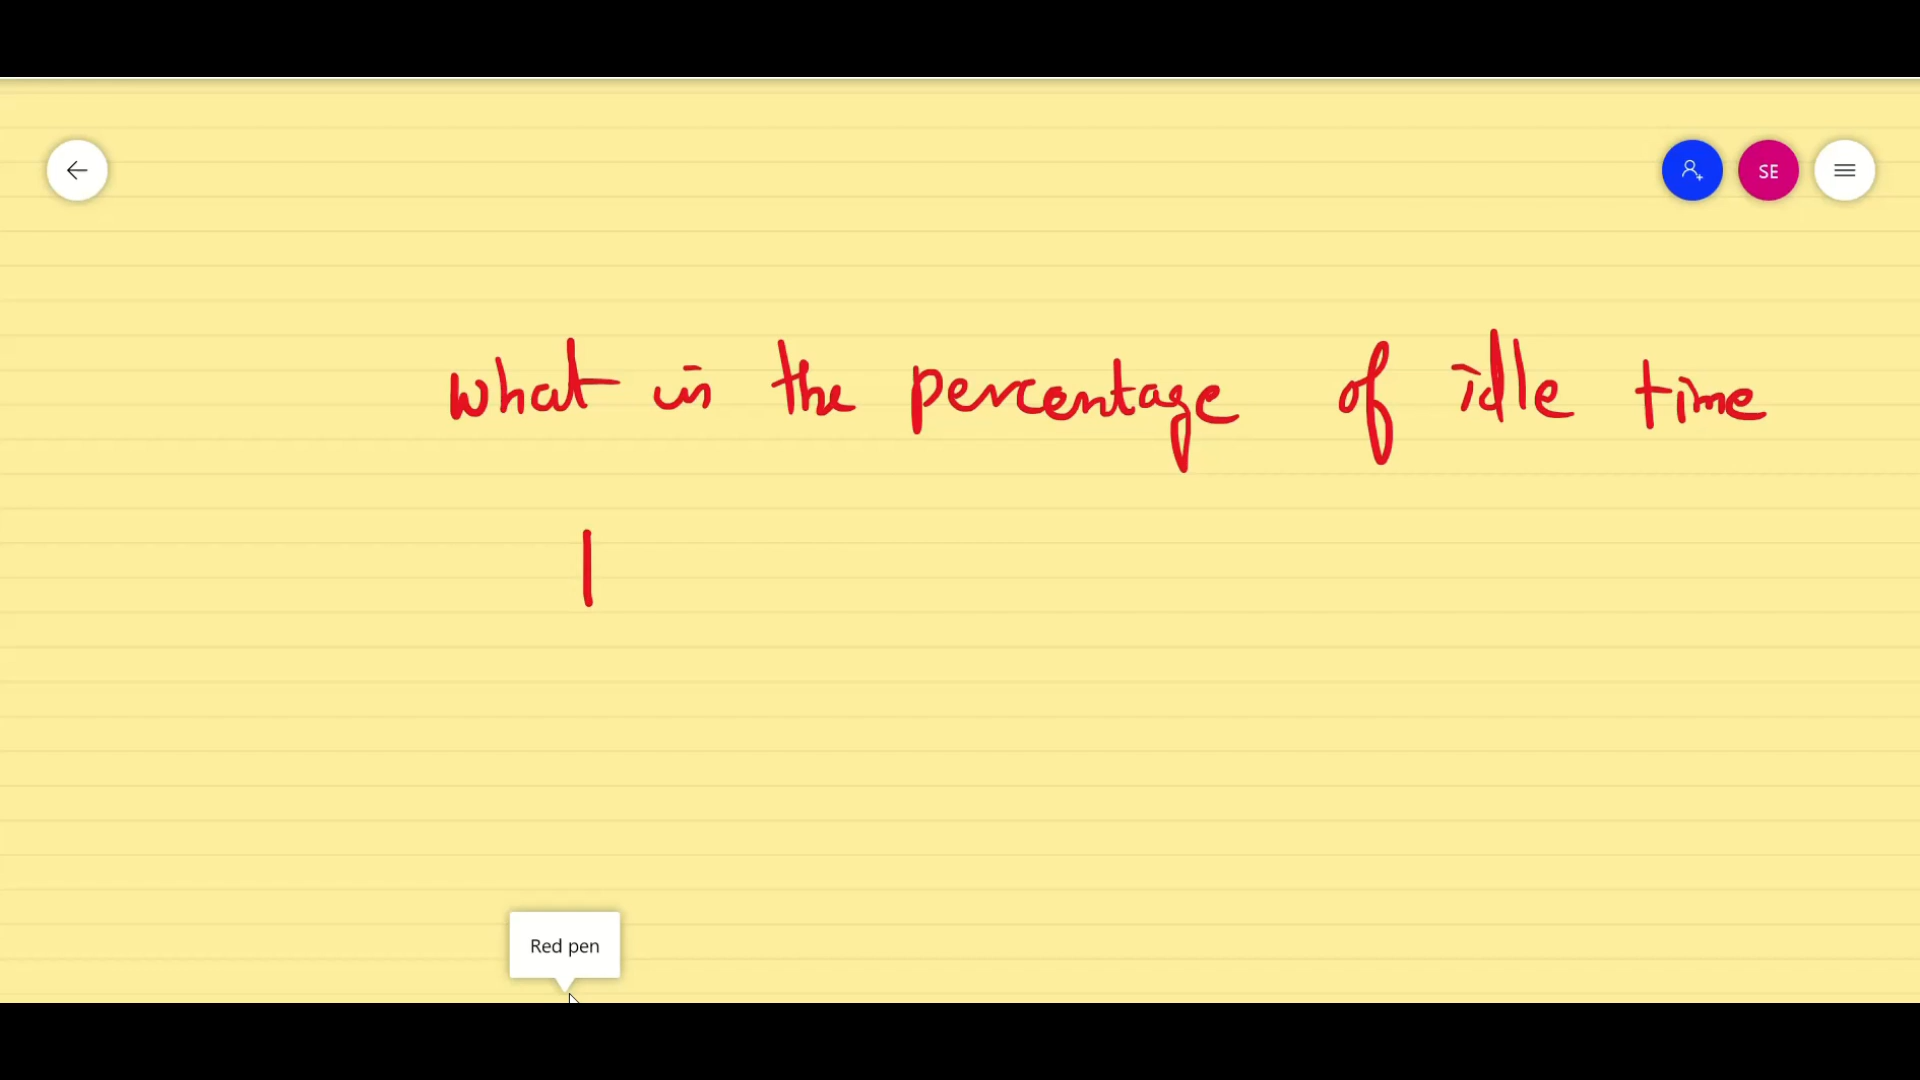 SE
what is the percentage of idle time
Red pen